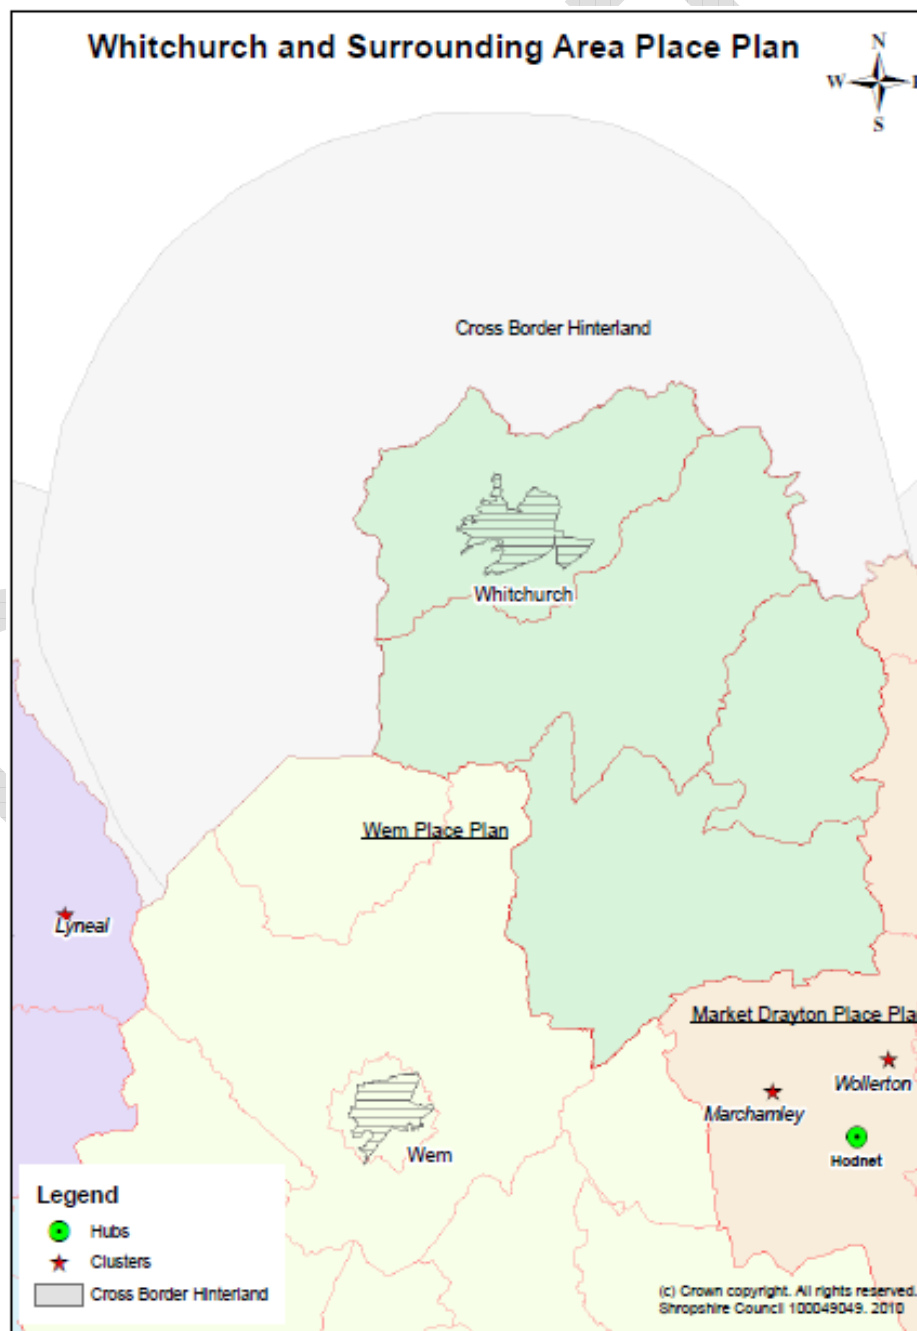 Whitchurch and Surrounding Area Place Plan
N
W
S
Cross Border Hinterland
Whitchurch
Wem Place Plan
Lyneal
Market Drayton Place Pla
Wollerton
Marchamley
Hodnet
Wem
Legend
Hubs
Clusters
Cross Border Hinterland
(c) Crown copyright. All rights reserved.
Shropshire Council 100049049. 2010